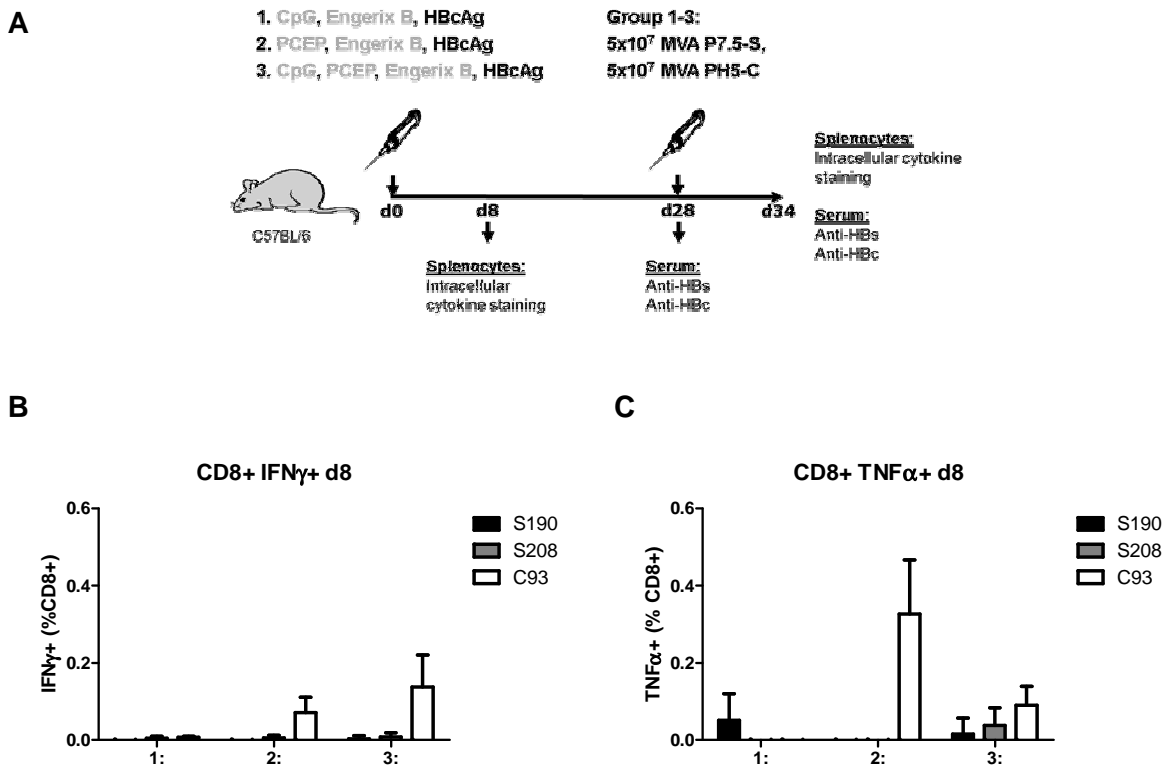 A
1. CpG, Engerix B, HBcAg
2. PCEP, Engerix B, HBcAg
3. CpG, PCEP, Engerix B, HBcAg
Group 1-3:
5x10⁷ MVA P7.5-S,
5x10⁷ MVA PH5-C
C57BL/6
d0
d8
d28
d34
Splenocytes:
Intracellular
cytokine staining
Serum:
Anti-HBs
Anti-HBc
Splenocytes:
Intracellular cytokine
staining
Serum:
Anti-HBs
Anti-HBc
B
CD8+ IFNγ+ d8
IFNγ+ (%CD8+)
0.6
0.4
0.2
0.0
1:
2:
3:
S190
S208
C93
C
CD8+ TNFα+ d8
TNFα+ (% CD8+)
0.6
0.4
0.2
0.0
1:
2:
3:
S190
S208
C93